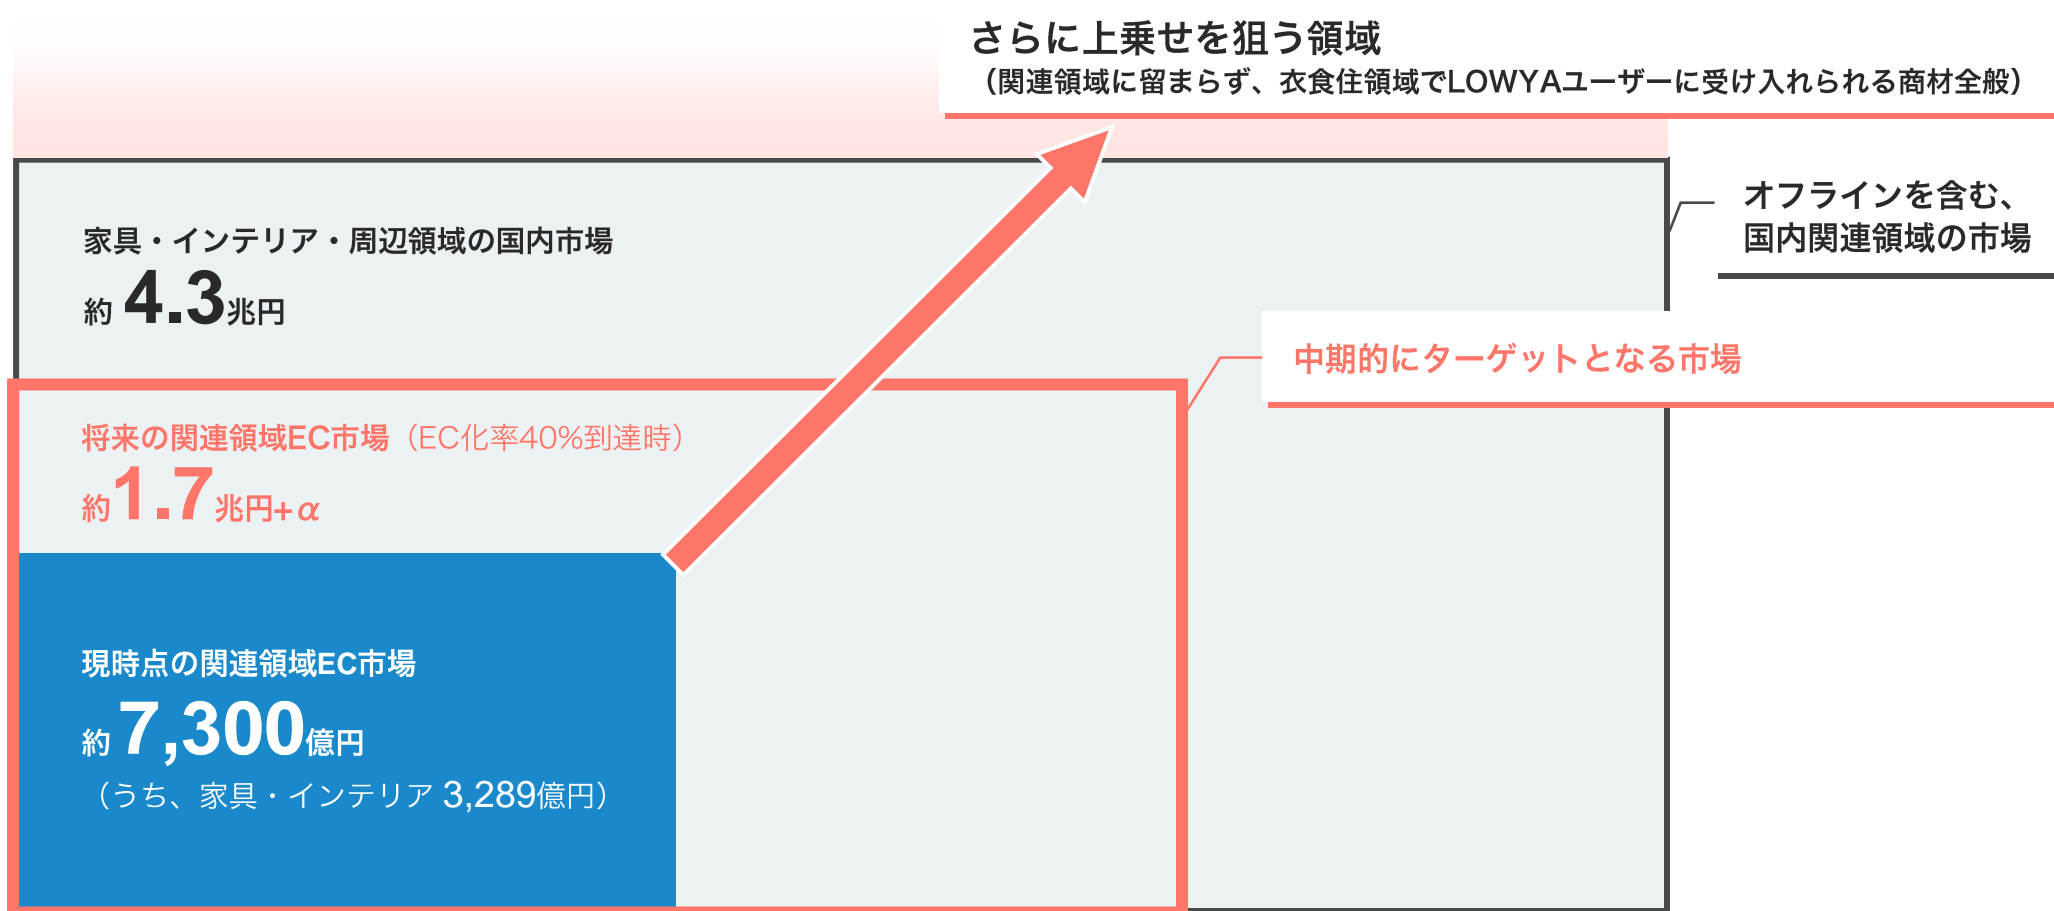 さらに上乗せを狙う領域
（関連領域に留まらず、衣食住領域でLOWYAユーザーに受け入れられる商材全般）
オフラインを含む、
国内関連領域の市場
家具・インテリア・周辺領域の国内市場
約 4.3兆円
中期的にターゲットとなる市場
将来の関連領域EC市場（EC化率40%到達時）
約1.7兆円+α
現時点の関連領域EC市場
約 7,300億円
（うち、家具・インテリア 3,289億円）